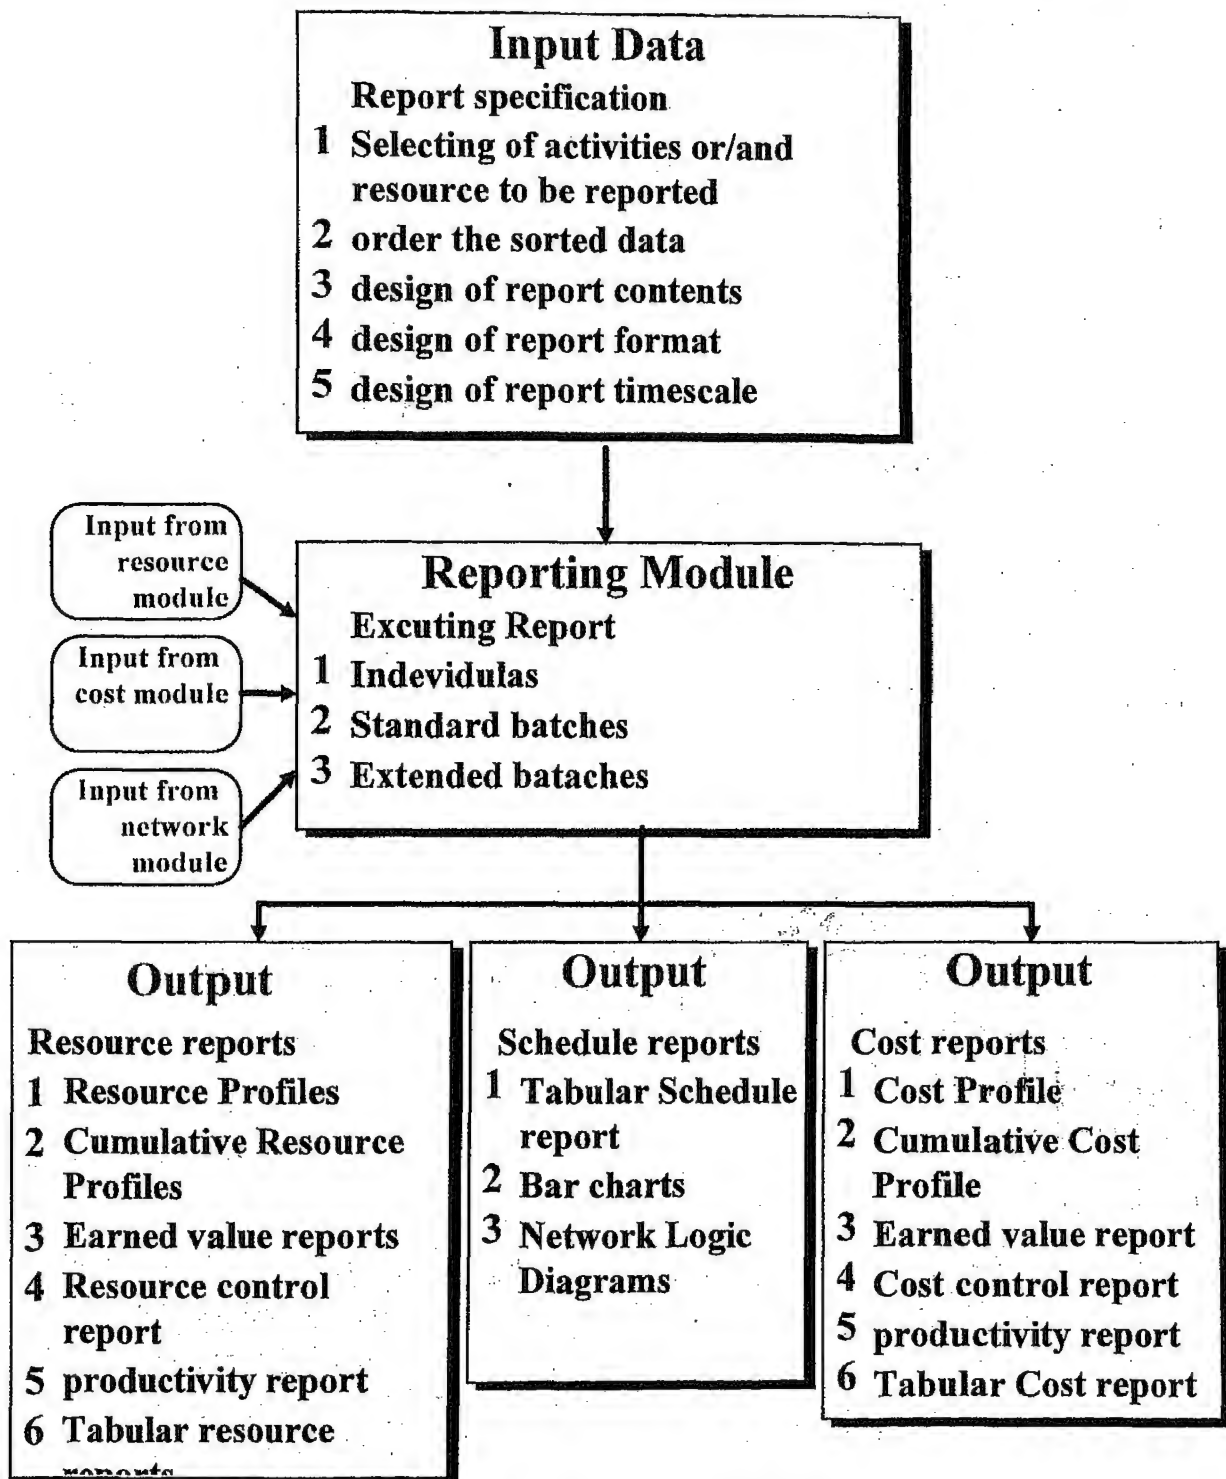 Input Data
Report specification
1 Selecting of activities or/and
resource to be reported
2 order the sorted data
3 design of report contents
4 design of report format
5 design of report timescale
Input from
resource
module
Input from
cost module
Input from
network
module
Reporting Module
Excuting Report
1 Indevidulas
2 Standard batches
3 Extended bataches
Output
Resource reports
1 Resource Profiles
2 Cumulative Resource
Profiles
3 Earned value reports
4 Resource control
report
5 productivity report
6 Tabular resource
reports
Output
Schedule reports
1 Tabular Schedule
report
2 Bar charts
3 Network Logic
Diagrams
Output
Cost reports
1 Cost Profile
2 Cumulative Cost
Profile
3 Earned value report
4 Cost control report
5 productivity report
6 Tabular Cost report